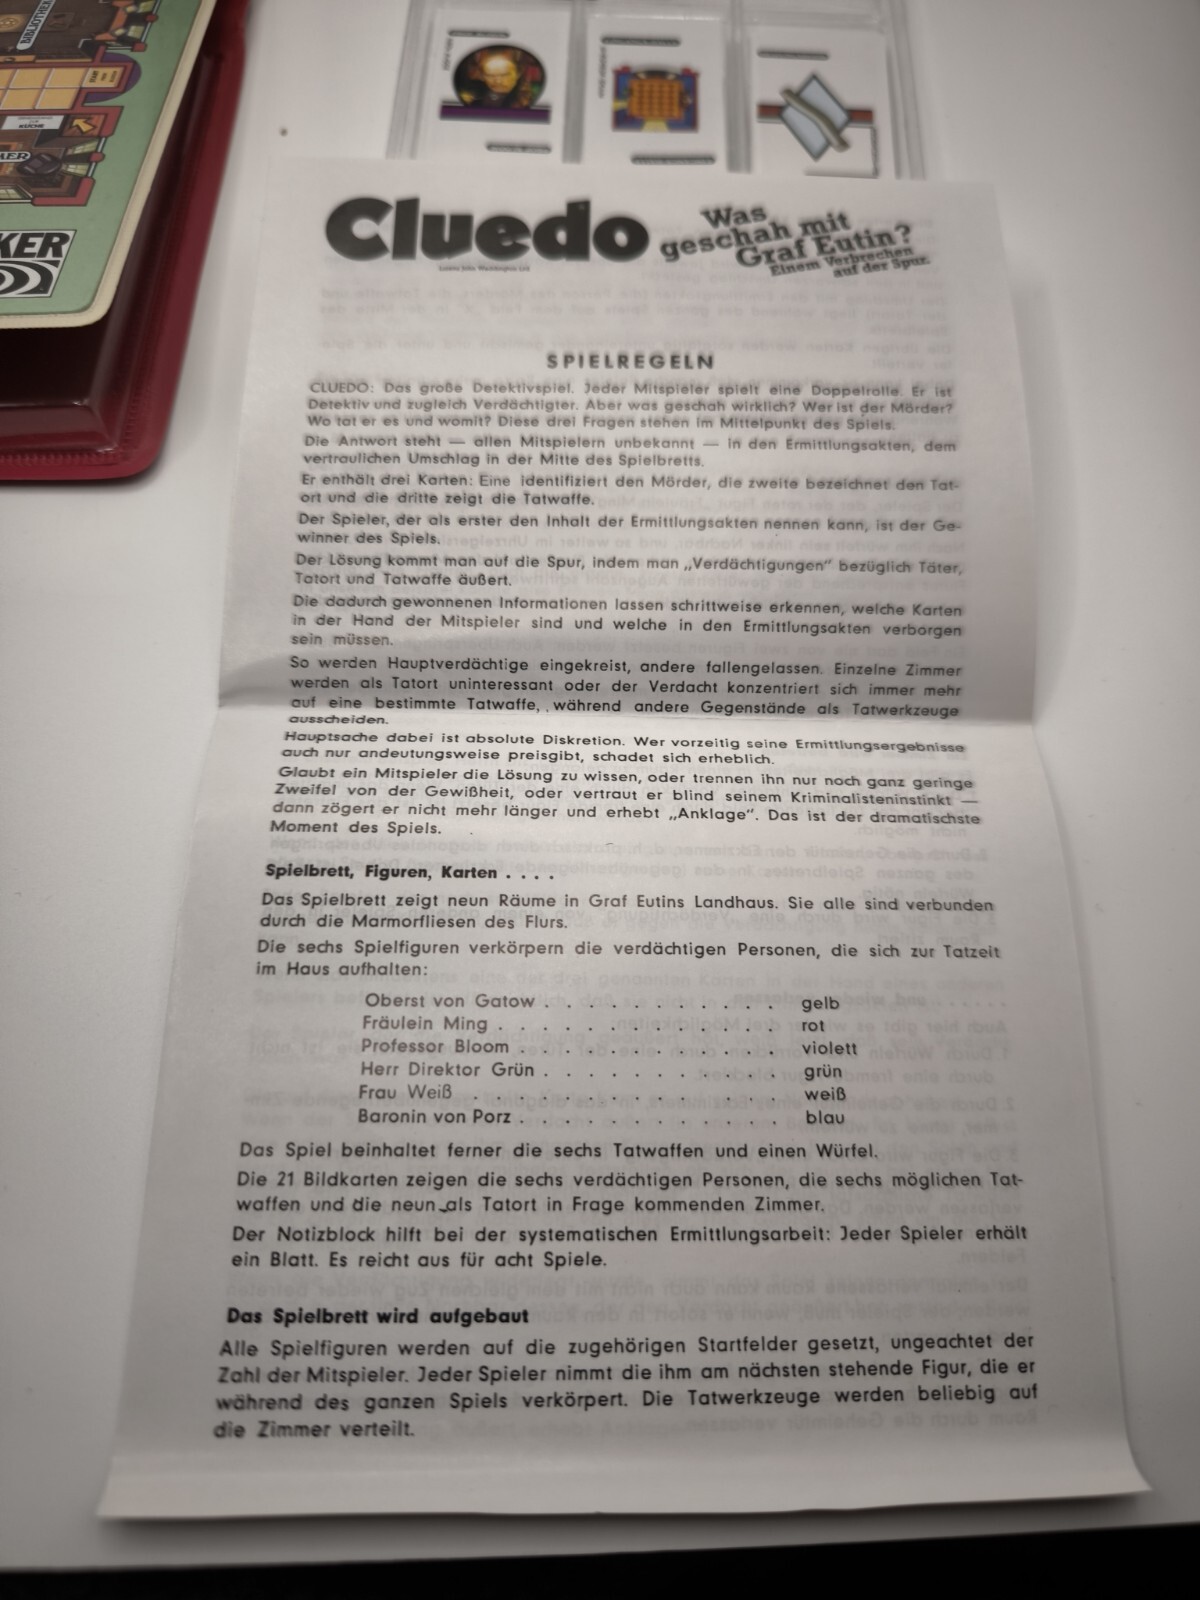 BIBLIOTHEK
KÜCHE
KER
Cluedo
Was
geschah mit
Graf Eutin?
Einem Verbrechen
auf der Spur.
SPIELREGELN
CLUEDO: Das große Detektivspiel. Jeder Mitspieler spielt eine Doppelrolle. Er ist
Detektiv und zugleich Verdächtigter. Aber was geschah wirklich? Wer ist der Mörder?
Wo tat er es und womit? Diese drei Fragen stehen im Mittelpunkt des Spiels.
Die Antwort steht — allen Mitspielern unbekannt — in den Ermittlungsakten, dem
vertraulichen Umschlag in der Mitte des Spielbretts.
Er enthält drei Karten: Eine identifiziert den Mörder, die zweite bezeichnet den Tat-
ort und die dritte zeigt die Tatwaffe.
Der Spieler, der als erster den Inhalt der Ermittlungsakten nennen kann, ist der Ge-
winner des Spiels.
Der Lösung kommt man auf die Spur, indem man „Verdächtigungen" bezüglich Täter,
Tatort und Tatwaffe äußert.
Die dadurch gewonnenen Informationen lassen schrittweise erkennen, welche Karten
in der Hand der Mitspieler sind und welche in den Ermittlungsakten verborgen
sein müssen.
So werden Hauptverdächtige eingekreist, andere fallengelassen. Einzelne Zimmer
werden als Tatort uninteressant oder der Verdacht konzentriert sich immer mehr
auf eine bestimmte Tatwaffe, während andere Gegenstände als Tatwerkzeuge
ausscheiden.
Hauptsache dabei ist absolute Diskretion. Wer vorzeitig seine Ermittlungsergebnisse
auch nur andeutungsweise preisgibt, schadet sich erheblich.
Glaubt ein Mitspieler die Lösung zu wissen, oder trennen ihn nur noch ganz geringe
Zweifel von der Gewißheit, oder vertraut er blind seinem Kriminalisteninstinkt —
dann zögert er nicht mehr länger und erhebt „Anklage". Das ist der dramatischste
Moment des Spiels.
Spielbrett, Figuren, Karten . . . .
Das Spielbrett zeigt neun Räume in Graf Eutins Landhaus. Sie alle sind verbunden
durch die Marmorfliesen des Flurs.
Die sechs Spielfiguren verkörpern die verdächtigen Personen, die sich zur Tatzeit
im Haus aufhalten:
Oberst von Gatow . . . . . . . . . . . gelb
Fräulein Ming . . . . . . . . . . . . . rot
Professor Bloom . . . . . . . . . . . . violett
Herr Direktor Grün . . . . . . . . . . . grün
Frau Weiß . . . . . . . . . . . . . . weiß
Baronin von Porz . . . . . . . . . . . . blau
Das Spiel beinhaltet ferner die sechs Tatwaffen und einen Würfel.
Die 21 Bildkarten zeigen die sechs verdächtigen Personen, die sechs möglichen Tat-
waffen und die neun als Tatort in Frage kommenden Zimmer.
Der Notizblock hilft bei der systematischen Ermittlungsarbeit: Jeder Spieler erhält
ein Blatt. Es reicht aus für acht Spiele.
Das Spielbrett wird aufgebaut
Alle Spielfiguren werden auf die zugehörigen Startfelder gesetzt, ungeachtet der
Zahl der Mitspieler. Jeder Spieler nimmt die ihm am nächsten stehende Figur, die er
während des ganzen Spiels verkörpert. Die Tatwerkzeuge werden beliebig auf
die Zimmer verteilt.